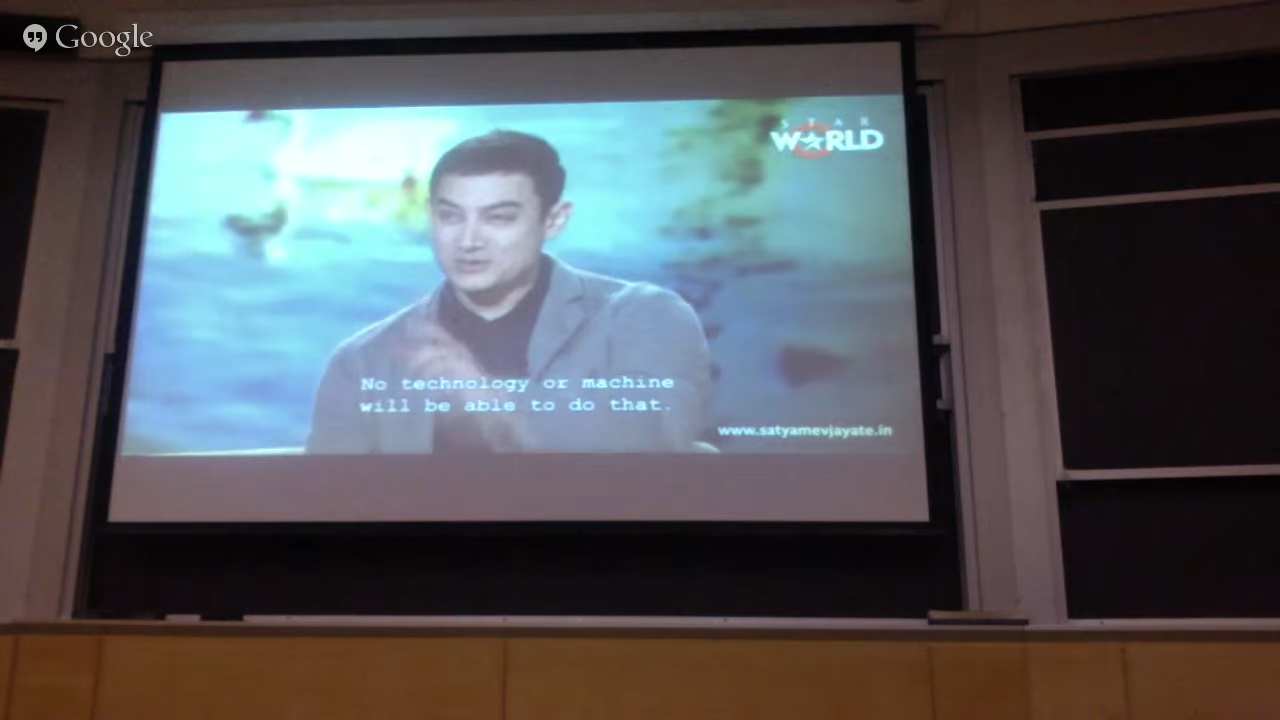 Google
STAR
WORLD
No technology or machine
will be able to do that.
www.satyamevjayate.in